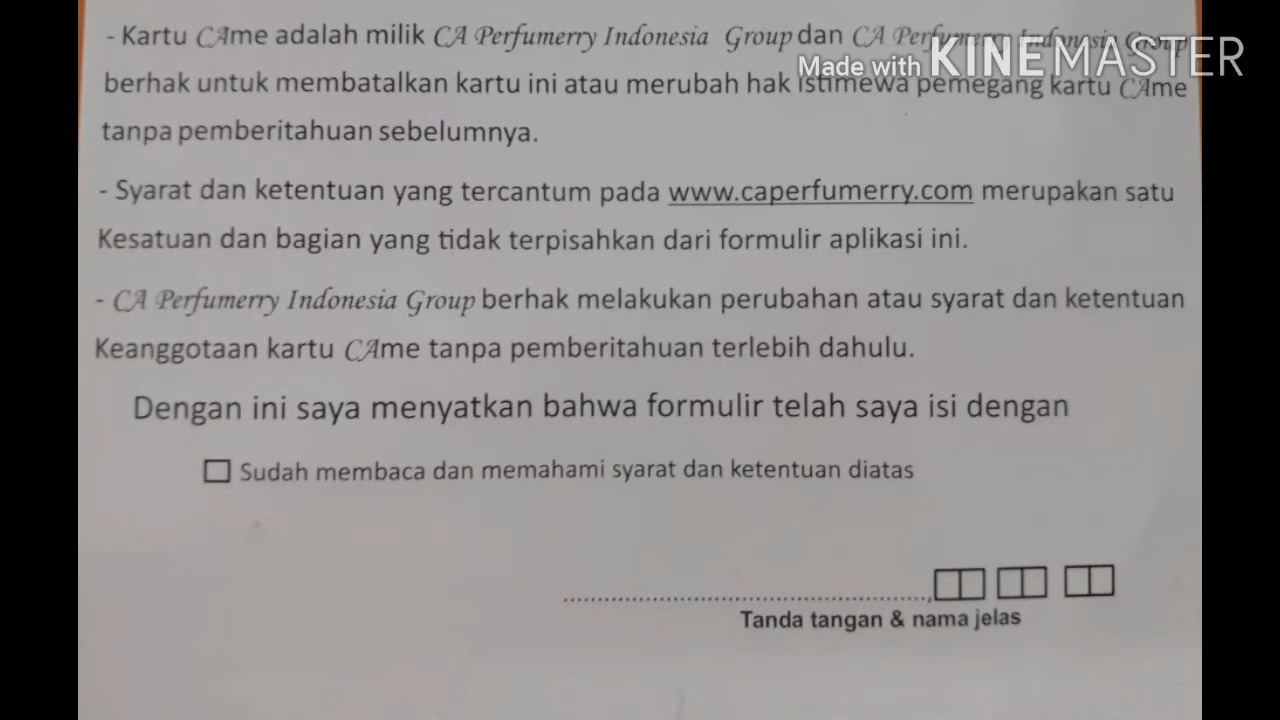 - Kartu CAme adalah milik CA Perfumerry Indonesia Group dan CA Perfumerry Indonesia Group
Made with KINEMASTER
berhak untuk membatalkan kartu ini atau merubah hak istimewa pemegang kartu CAme
tanpa pemberitahuan sebelumnya.
- Syarat dan ketentuan yang tercantum pada www.caperfumerry.com merupakan satu
Kesatuan dan bagian yang tidak terpisahkan dari formulir aplikasi ini.
- CA Perfumerry Indonesia Group berhak melakukan perubahan atau syarat dan ketentuan
Keanggotaan kartu CAme tanpa pemberitahuan terlebih dahulu.
Dengan ini saya menyatkan bahwa formulir telah saya isi dengan
Sudah membaca dan memahami syarat dan ketentuan diatas
Tanda tangan & nama jelas